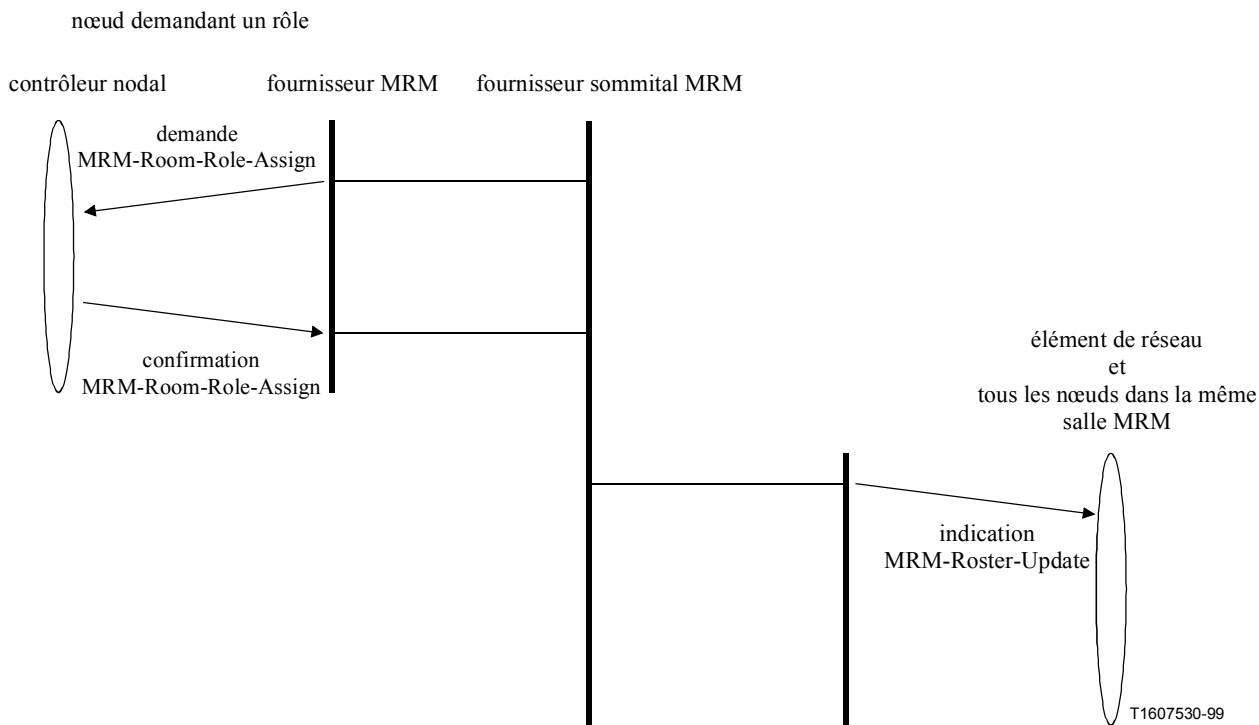 nœud demandant un rôle
contrôleur nodal
fournisseur MRM
fournisseur sommital MRM
demande
MRM-Room-Role-Assign
confirmation
MRM-Room-Role-Assign
élément de réseau
et
tous les nœuds dans la même
salle MRM
indication
MRM-Roster-Update
T1607530-99